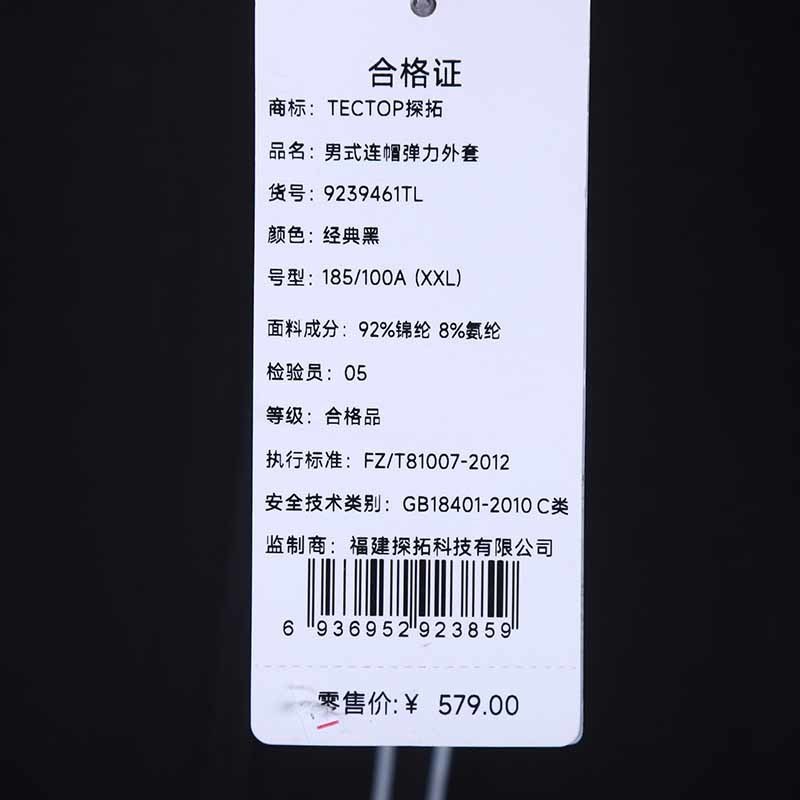 合格证
商标：TECTOP探拓
品名：男式连帽弹力外套
货号：9239461TL
颜色：经典黑
号型：185/100A (XXL)
面料成分：92%锦纶 8%氨纶
检验员：05
等级：合格品
执行标准：FZ/T81007-2012
安全技术类别：GB18401-2010 C类
监制商：福建探拓科技有限公司
6 936952 923859
零售价:￥ 579.00